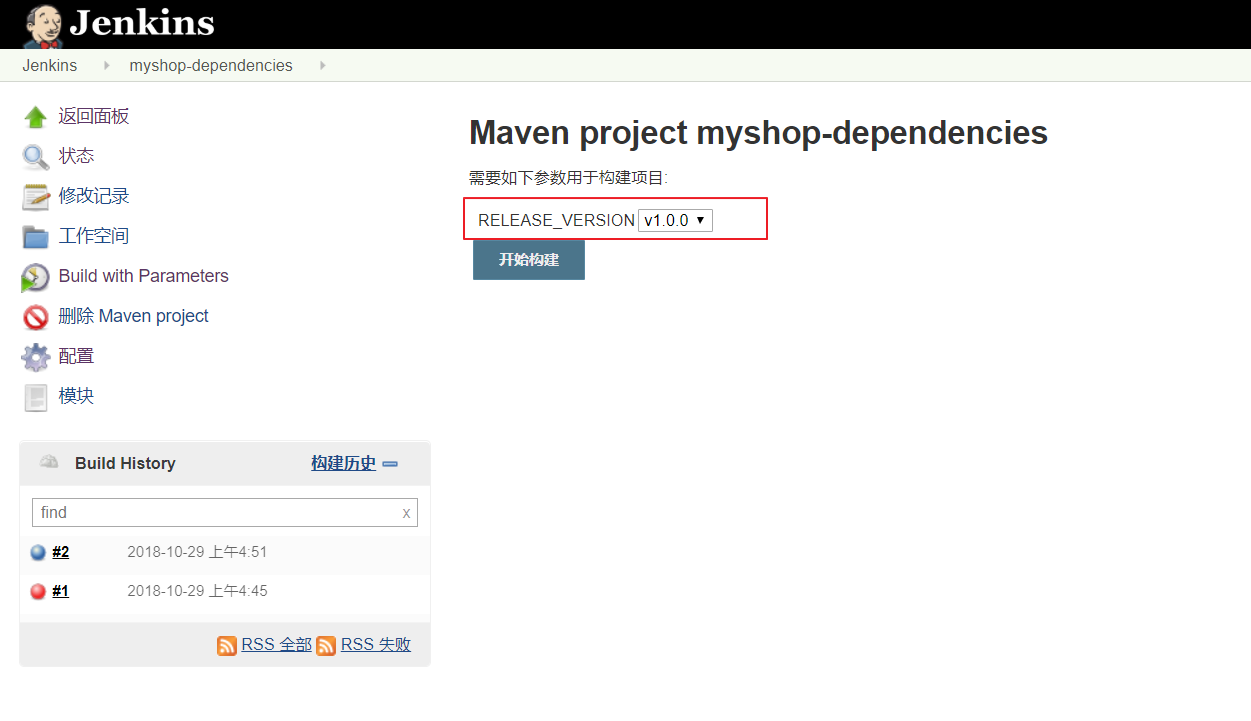 Jenkins
Jenkins myshop-dependencies
返回面板
状态
修改记录
工作空间
Build with Parameters
删除 Maven project
配置
模块
Build History 构建历史
find x
#2 2018-10-29 上午4:51
#1 2018-10-29 上午4:45
RSS 全部 RSS 失败
Maven project myshop-dependencies
需要如下参数用于构建项目:
RELEASE_VERSION v1.0.0
开始构建